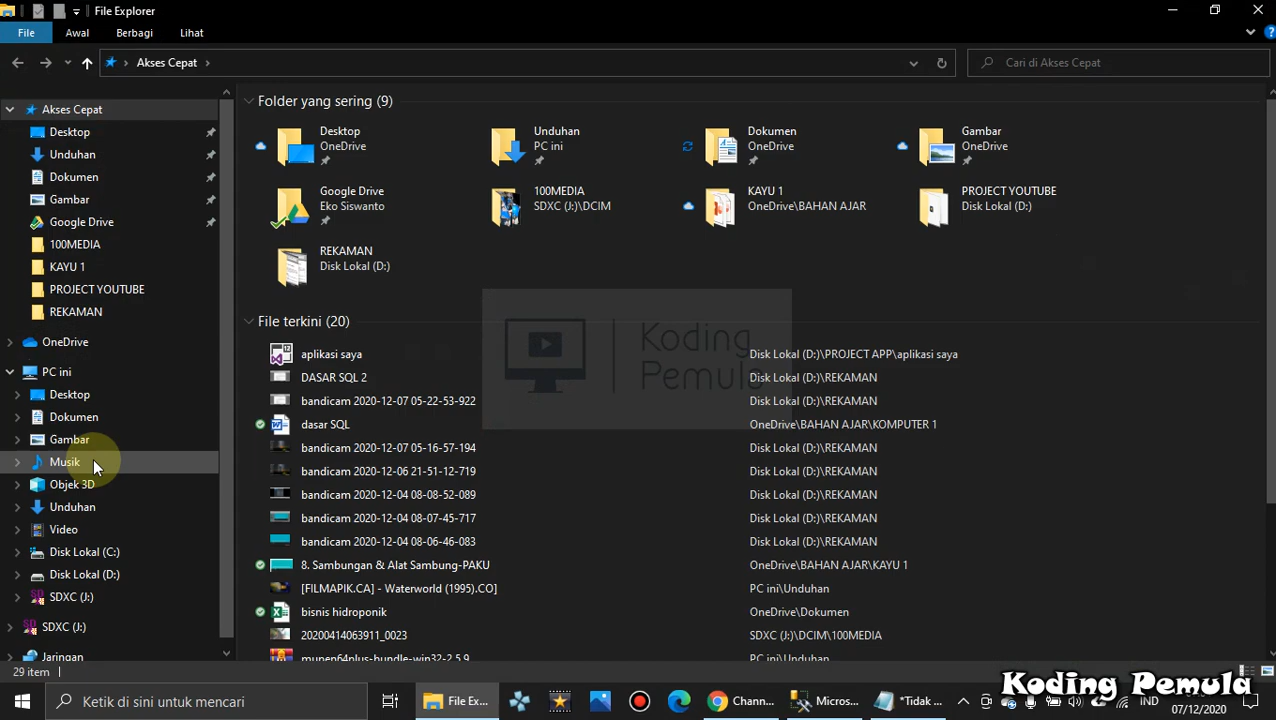 File Explorer
File
Awal
Berbagi
Lihat
Akses Cepat
Cari di Akses Cepat
Akses Cepat
Desktop
Unduhan
Dokumen
Gambar
Google Drive
100MEDIA
KAYU 1
PROJECT YOUTUBE
REKAMAN
OneDrive
PC ini
Desktop
Dokumen
Gambar
Musik
Objek 3D
Unduhan
Video
Disk Lokal (C:)
Disk Lokal (D:)
SDXC (J:)
SDXC (J:)
Jaringan
Folder yang sering (9)
Desktop
OneDrive
Unduhan
PC ini
Dokumen
OneDrive
Gambar
OneDrive
Google Drive
Eko Siswanto
100MEDIA
SDXC (J:)\DCIM
KAYU 1
OneDrive\BAHAN AJAR
PROJECT YOUTUBE
Disk Lokal (D:)
REKAMAN
Disk Lokal (D:)
File terkini (20)
aplikasi saya Disk Lokal (D:)\PROJECT APP\aplikasi saya
DASAR SQL 2 Disk Lokal (D:)\REKAMAN
bandicam 2020-12-07 05-22-53-922 Disk Lokal (D:)\REKAMAN
dasar SQL OneDrive\BAHAN AJAR\KOMPUTER 1
bandicam 2020-12-07 05-16-57-194 Disk Lokal (D:)\REKAMAN
bandicam 2020-12-06 21-51-12-719 Disk Lokal (D:)\REKAMAN
bandicam 2020-12-04 08-08-52-089 Disk Lokal (D:)\REKAMAN
bandicam 2020-12-04 08-07-45-717 Disk Lokal (D:)\REKAMAN
bandicam 2020-12-04 08-06-46-083 Disk Lokal (D:)\REKAMAN
8. Sambungan & Alat Sambung-PAKU OneDrive\BAHAN AJAR\KAYU 1
[FILMAPIK.CA] - Waterworld (1995).CO] PC ini\Unduhan
bisnis hidroponik OneDrive\Dokumen
20200414063911_0023 SDXC (J:)\DCIM\100MEDIA
mupen64plus-bundle-win32-2.5.9 PC ini\Unduhan
Koding
Pemula
29 item
Koding Pemula
Ketik di sini untuk mencari
File Ex...
Chann...
Micros...
*Tidak ...
IND
07/12/2020